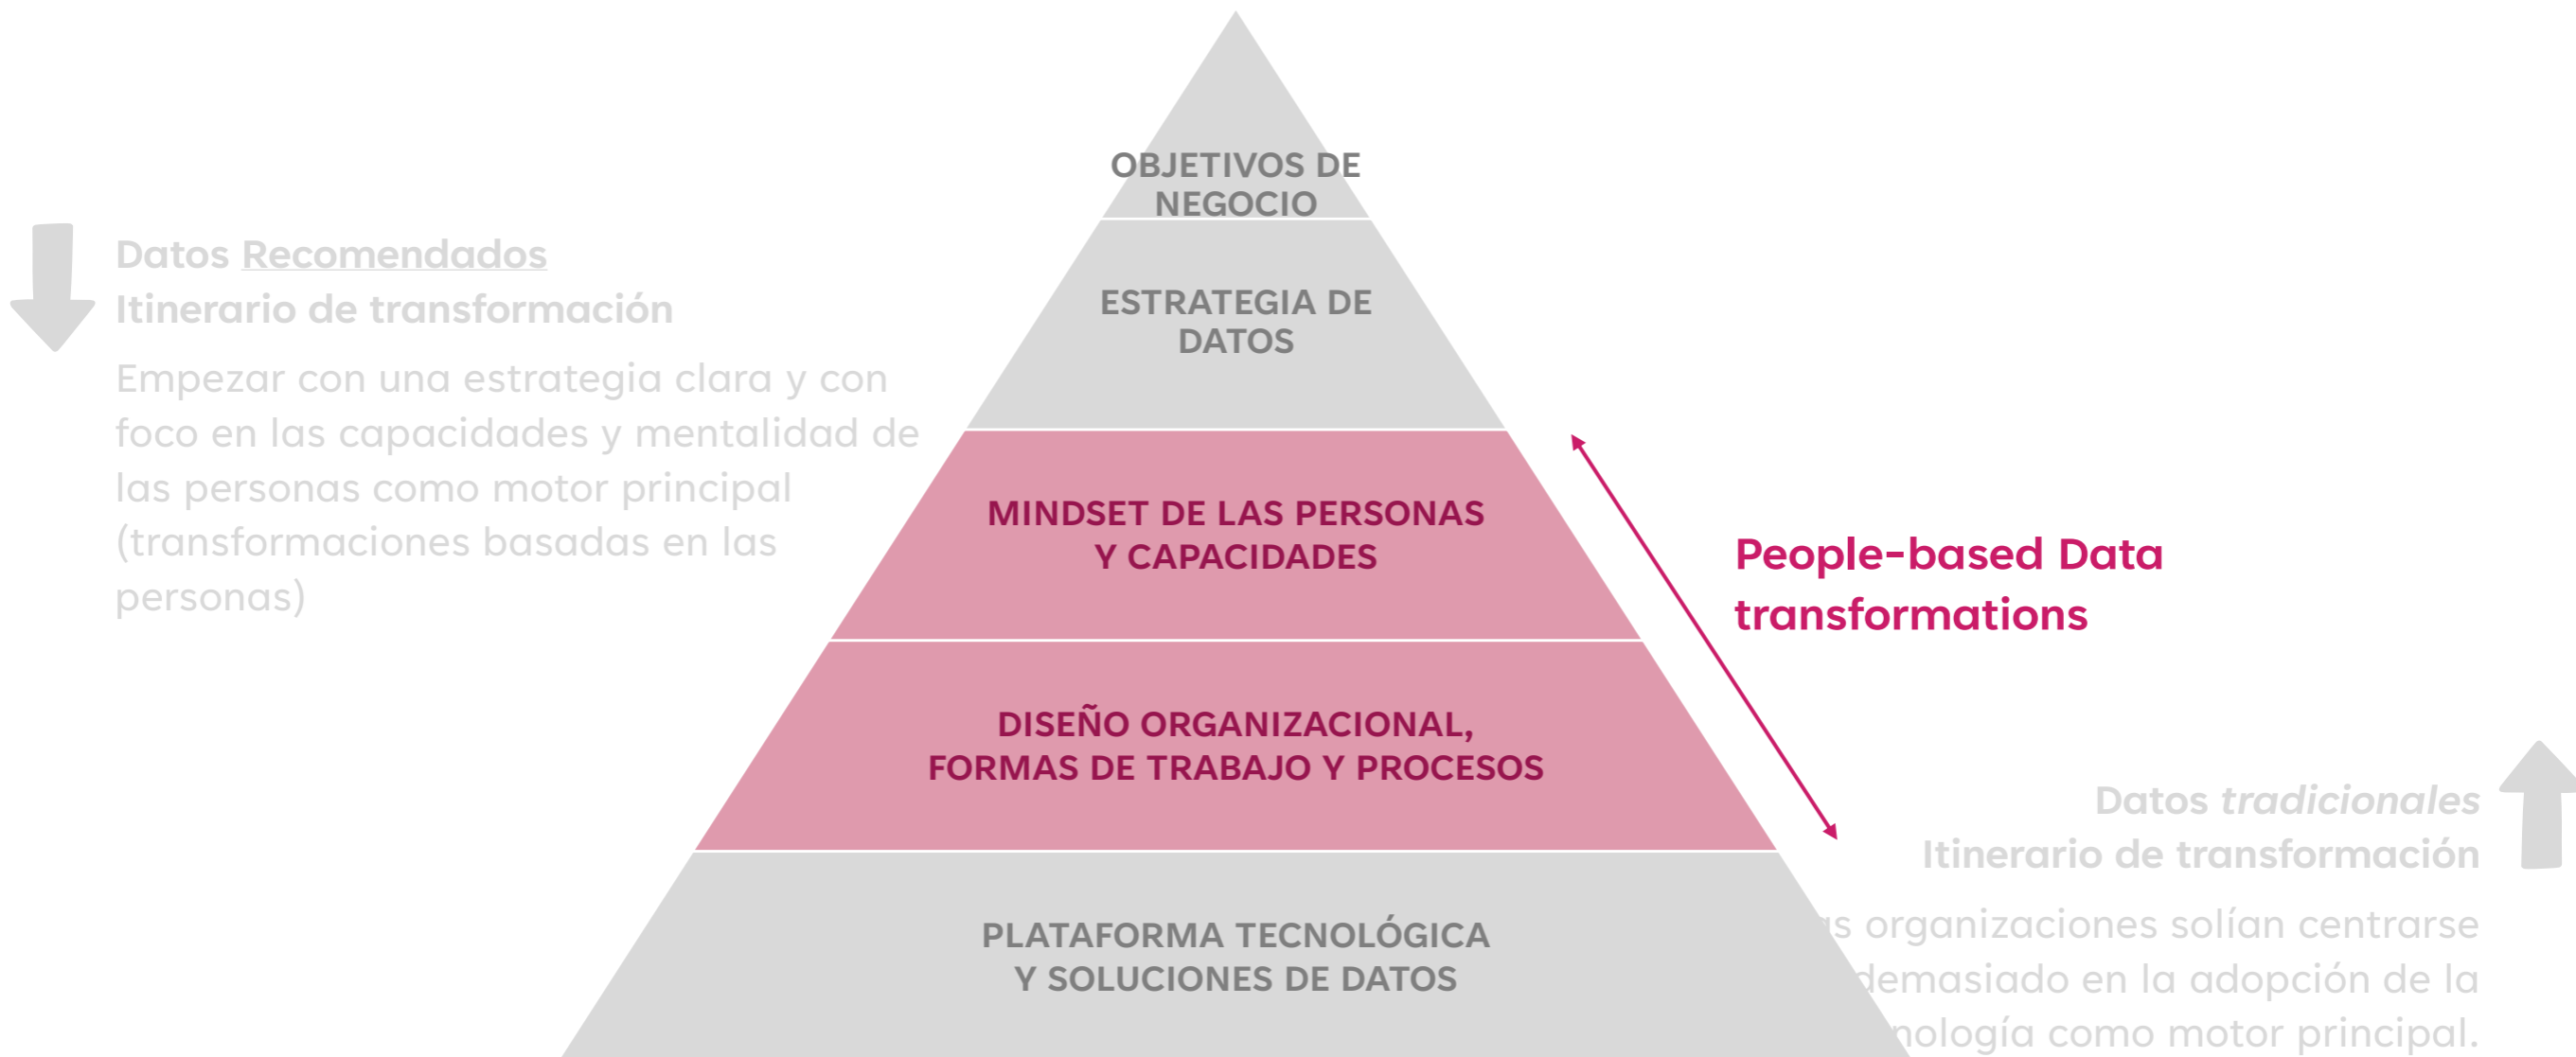 OBJETIVOS DE
NEGOCIO
Datos Recomendados
Itinerario de transformación
Empezar con una estrategia clara y con
foco en las capacidades y mentalidad de
las personas como motor principal
(transformaciones basadas en las
personas)
ESTRATEGIA DE
DATOS
MINDSET DE LAS PERSONAS
Y CAPACIDADES
People-based Data
transformations
DISEÑO ORGANIZACIONAL,
FORMAS DE TRABAJO Y PROCESOS
Datos tradicionales
Itinerario de transformación
organizaciones solían centrarse
demasiado en la adopción de la
como motor principal.
PLATAFORMA TECNOLÓGICA
Y SOLUCIONES DE DATOS